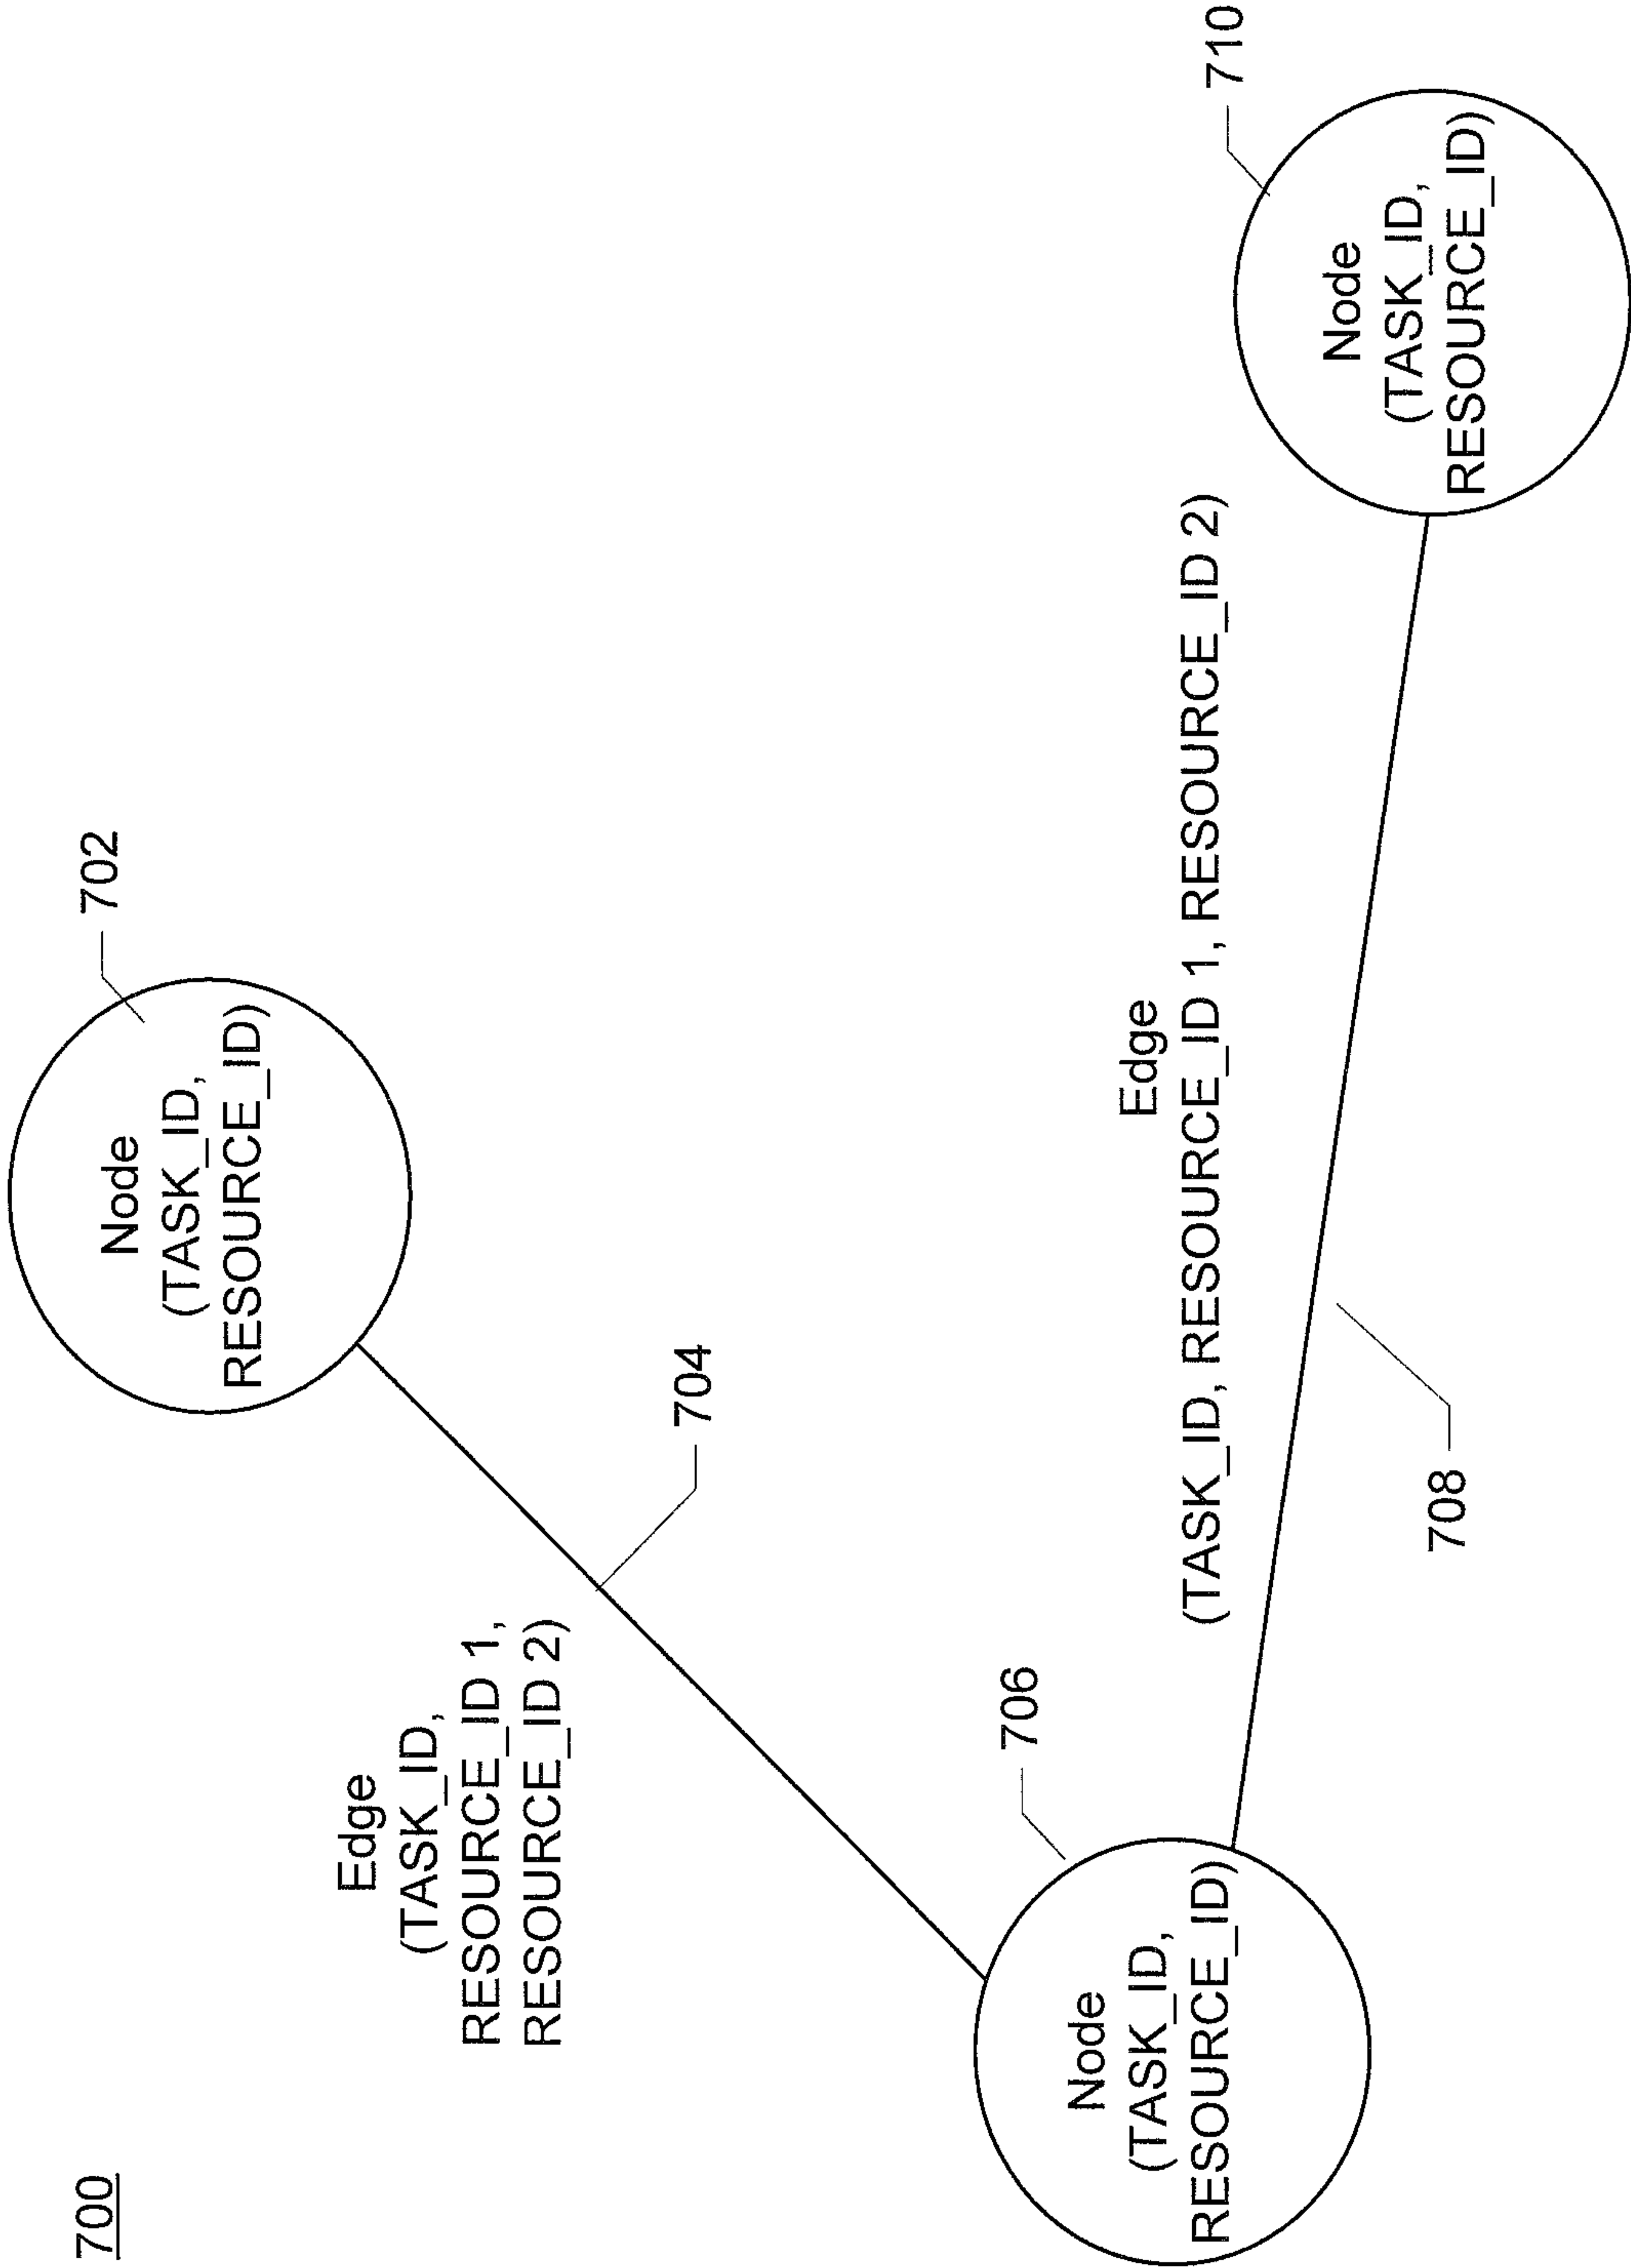 700
702
Node
(TASK_ID,
RESOURCE_ID)
Edge
(TASK_ID,
RESOURCE_ID 1,
RESOURCE_ID 2)
704
706
Node
(TASK_ID,
RESOURCE_ID)
Edge
(TASK_ID, RESOURCE_ID 1, RESOURCE_ID 2)
708
710
Node
(TASK_ID,
RESOURCE_ID)